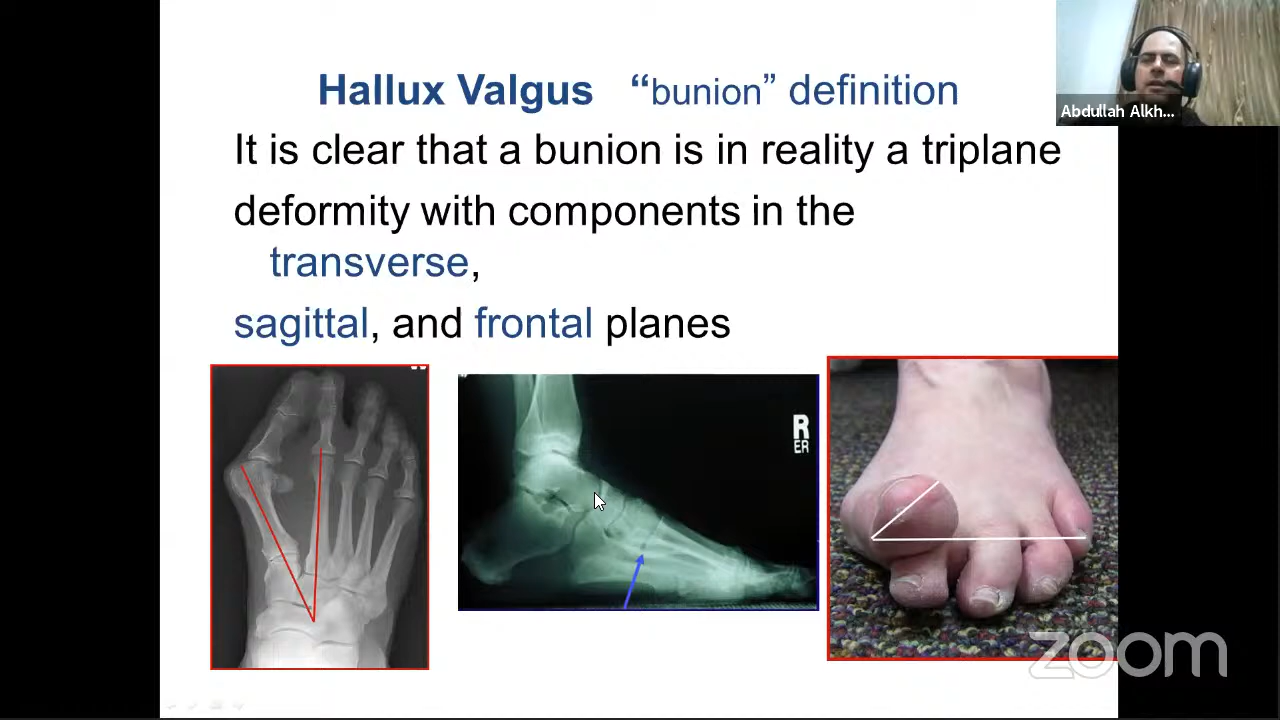 Hallux Valgus “bunion” definition
It is clear that a bunion is in reality a triplane
deformity with components in the
transverse,
sagittal, and frontal planes
R
ER
Abdullah Alkh...
zoom